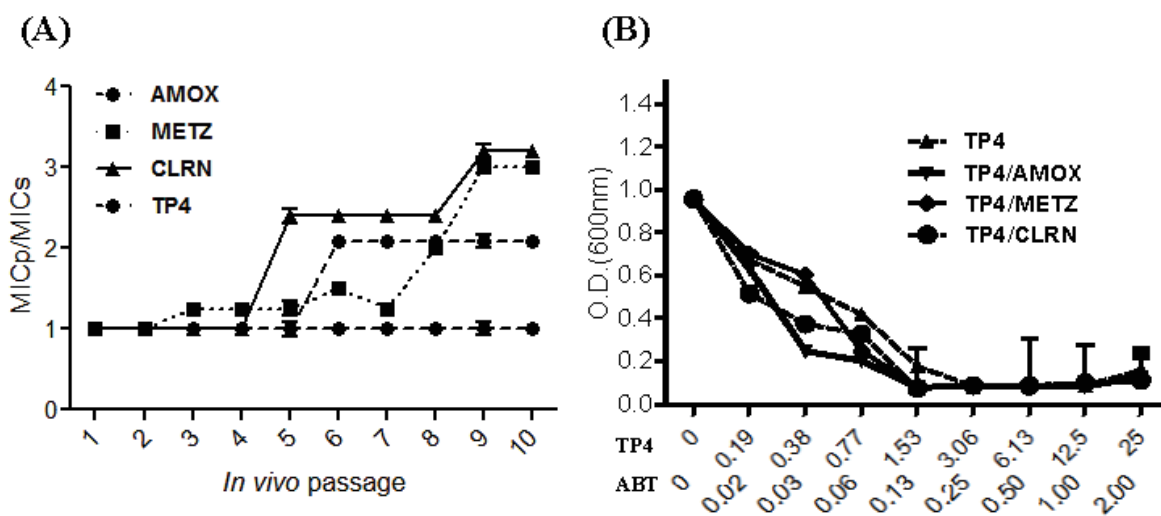 (A)
MICp/MICs
4
3
2
1
0
AMOX
METZ
CLRN
TP4
1 2 3 4 5 6 7 8 9 10
In vivo passage
(B)
O.D.(600nm)
1.4
1.2
1.0
0.8
0.6
0.4
0.2
0.0
TP4
TP4/AMOX
TP4/METZ
TP4/CLRN
TP4 0 0.19 0.38 0.77 1.53 3.06 6.13 12.5 25
ABT 0 0.02 0.03 0.06 0.13 0.25 0.50 1.00 2.00